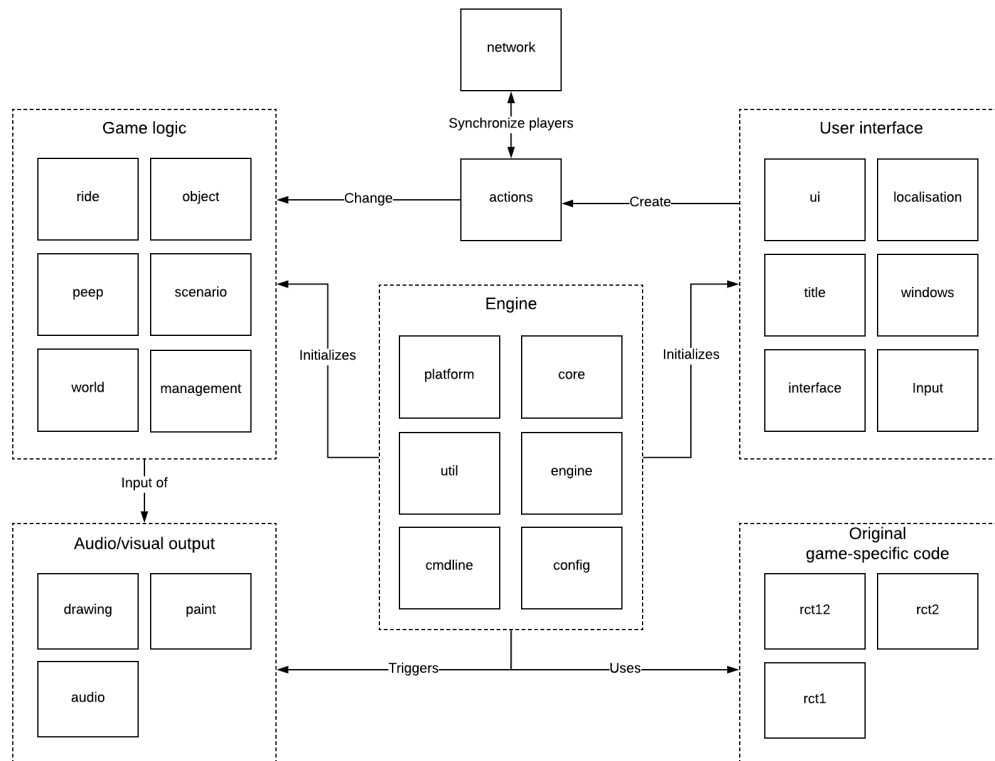 network
Synchronize players
actions
Change
Create
Game logic
ride
object
peep
scenario
world
management
User interface
ui
localisation
title
windows
interface
Input
Engine
platform
core
util
engine
cmdline
config
Initializes
Initializes
Input of
Audio/visual output
drawing
paint
audio
Triggers
Uses
Original
game-specific code
rct12
rct2
rct1